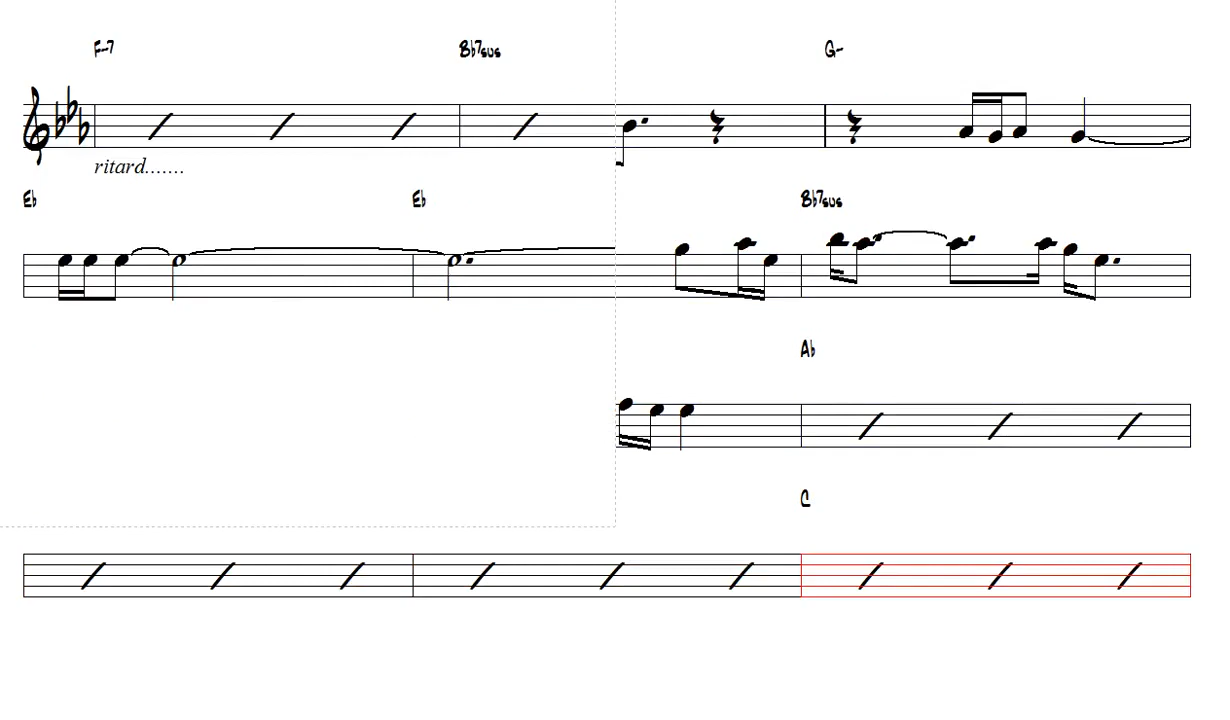 F-7 Bb7sus G-
ritard.......
Eb Eb Bb7sus
Ab
C